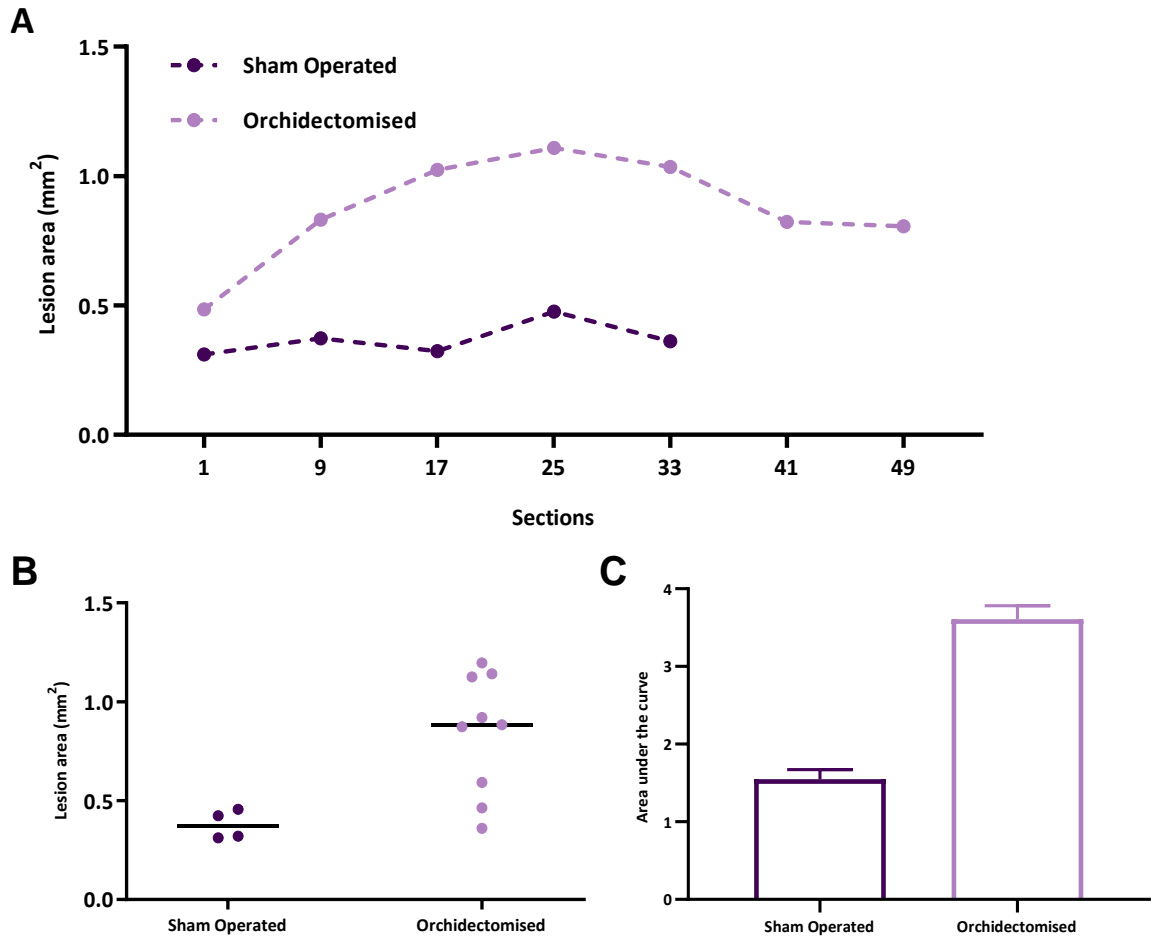 A
1.5
1.0
0.5
0.0
Lesion area (mm²)
Sham Operated
Orchidectomised
1 9 17 25 33 41 49
Sections
B
1.5
1.0
0.5
0.0
Lesion area (mm²)
Sham Operated Orchidectomised
C
4
3
2
1
0
Area under the curve
Sham Operated Orchidectomised